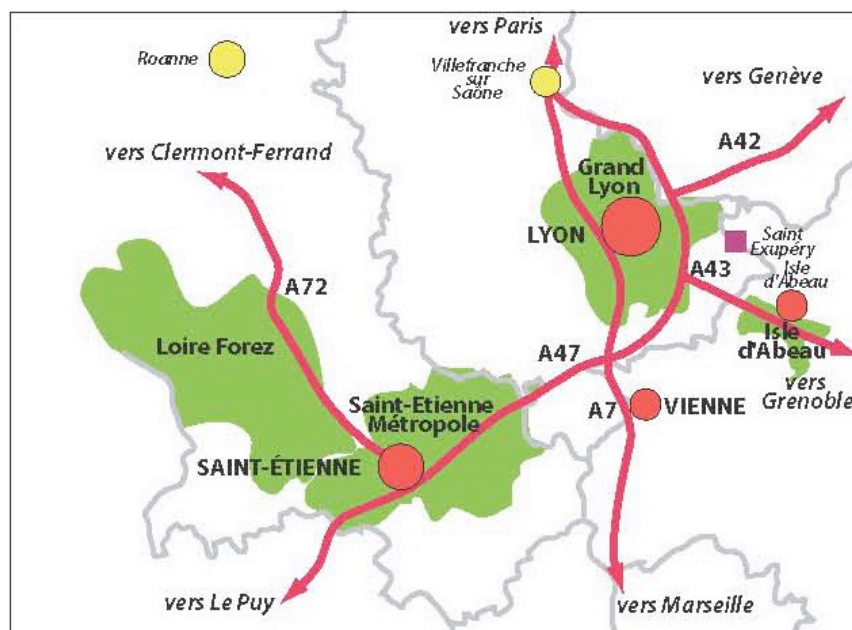 vers Paris
Roanne
Villefranche
sur
Saône
vers Genève
A42
vers Clermont-Ferrand
Grand
Lyon
LYON
Saint
Exupéry
Isle
d'Abeau
A43
A72
Loire Forez
A47
Isle
d'Abeau
vers
Grenoble
Saint-Etienne
Métropole
A7
VIENNE
SAINT-ÉTIENNE
vers Le Puy
vers Marseille